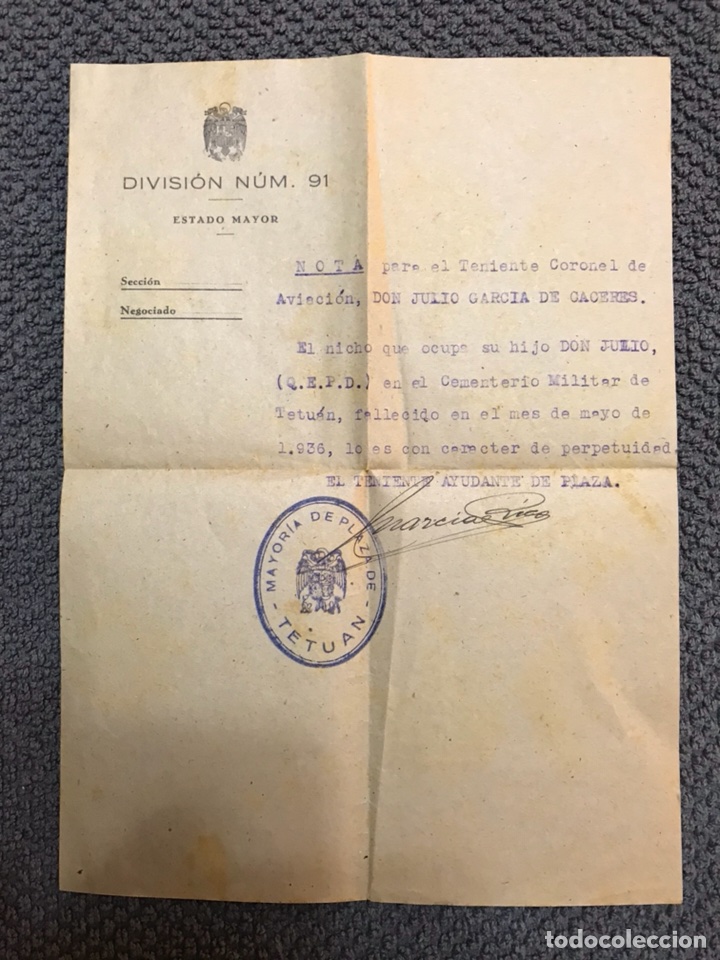 DIVISIÓN NÚM. 91
ESTADO MAYOR
Sección
Negociado
NOTA para el Teniente Coronel de
Aviación, DON JULIO GARCIA DE CACERES.
El nicho que ocupa su hijo DON JULIO,
(Q.E.P.D.) en el Cementerio Militar de
Tetuán, fallecido en el mes de mayo de
1.936, lo es con caracter de perpetuidad
EL TENIENTE AYUDANTE DE PLAZA.
- MAYORÍA DE PLAZA DE -
TETUAN
todocoleccion
todocoleccion.net